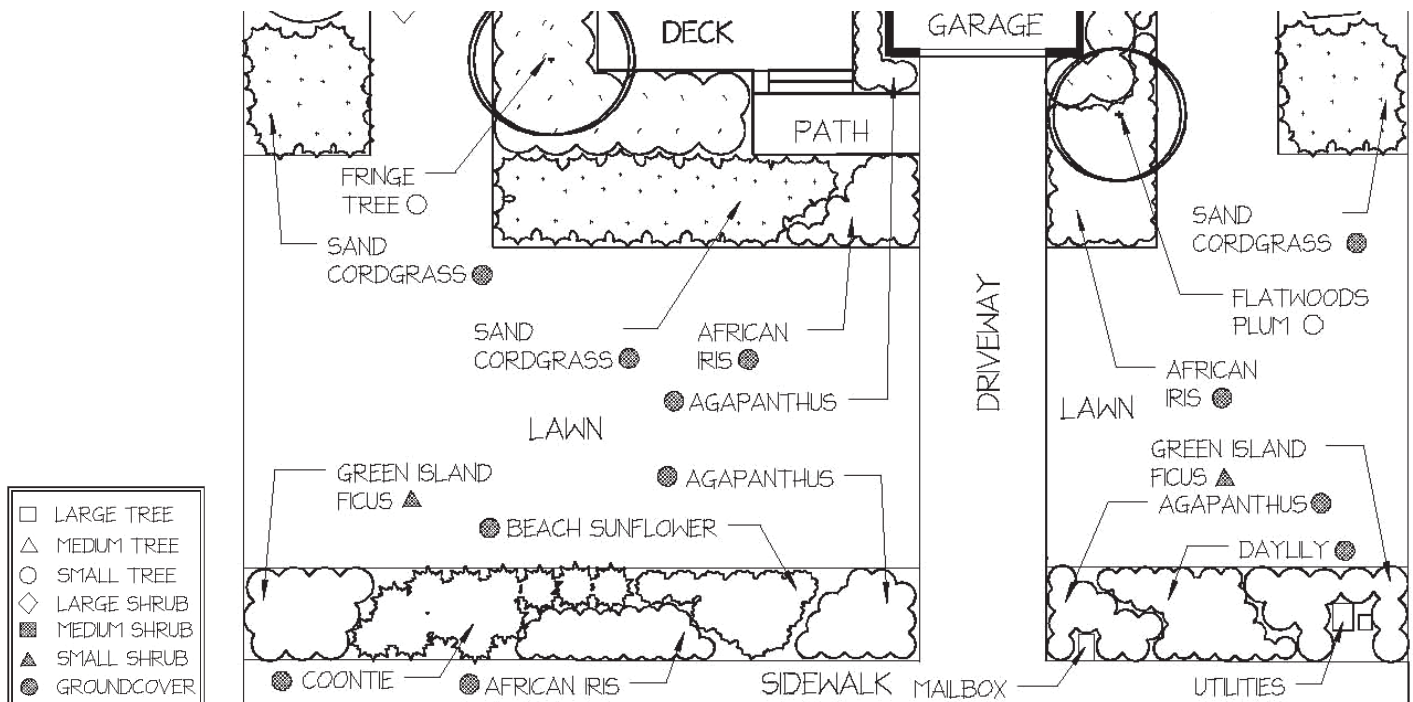 DECK
GARAGE
PATH
FRINGE
TREE
SAND
CORDGRASS
SAND
CORDGRASS
AFRICAN
IRIS
AGAPANTHUS
DRIVEWAY
SAND
CORDGRASS
FLATWOODS
PLUM
AFRICAN
IRIS
LAWN
LAWN
GREEN ISLAND
FICUS
AGAPANTHUS
BEACH SUNFLOWER
GREEN ISLAND
FICUS
AGAPANTHUS
DAYLILY
LARGE TREE
MEDIUM TREE
SMALL TREE
LARGE SHRUB
MEDIUM SHRUB
SMALL SHRUB
GROUNDCOVER
COONTIE
AFRICAN IRIS
SIDEWALK
MAILBOX
UTILITIES